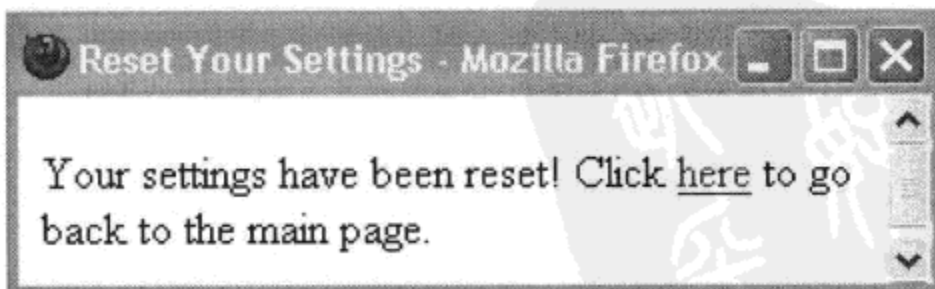 Reset Your Settings - Mozilla Firefox
Your settings have been reset! Click here to go
back to the main page.